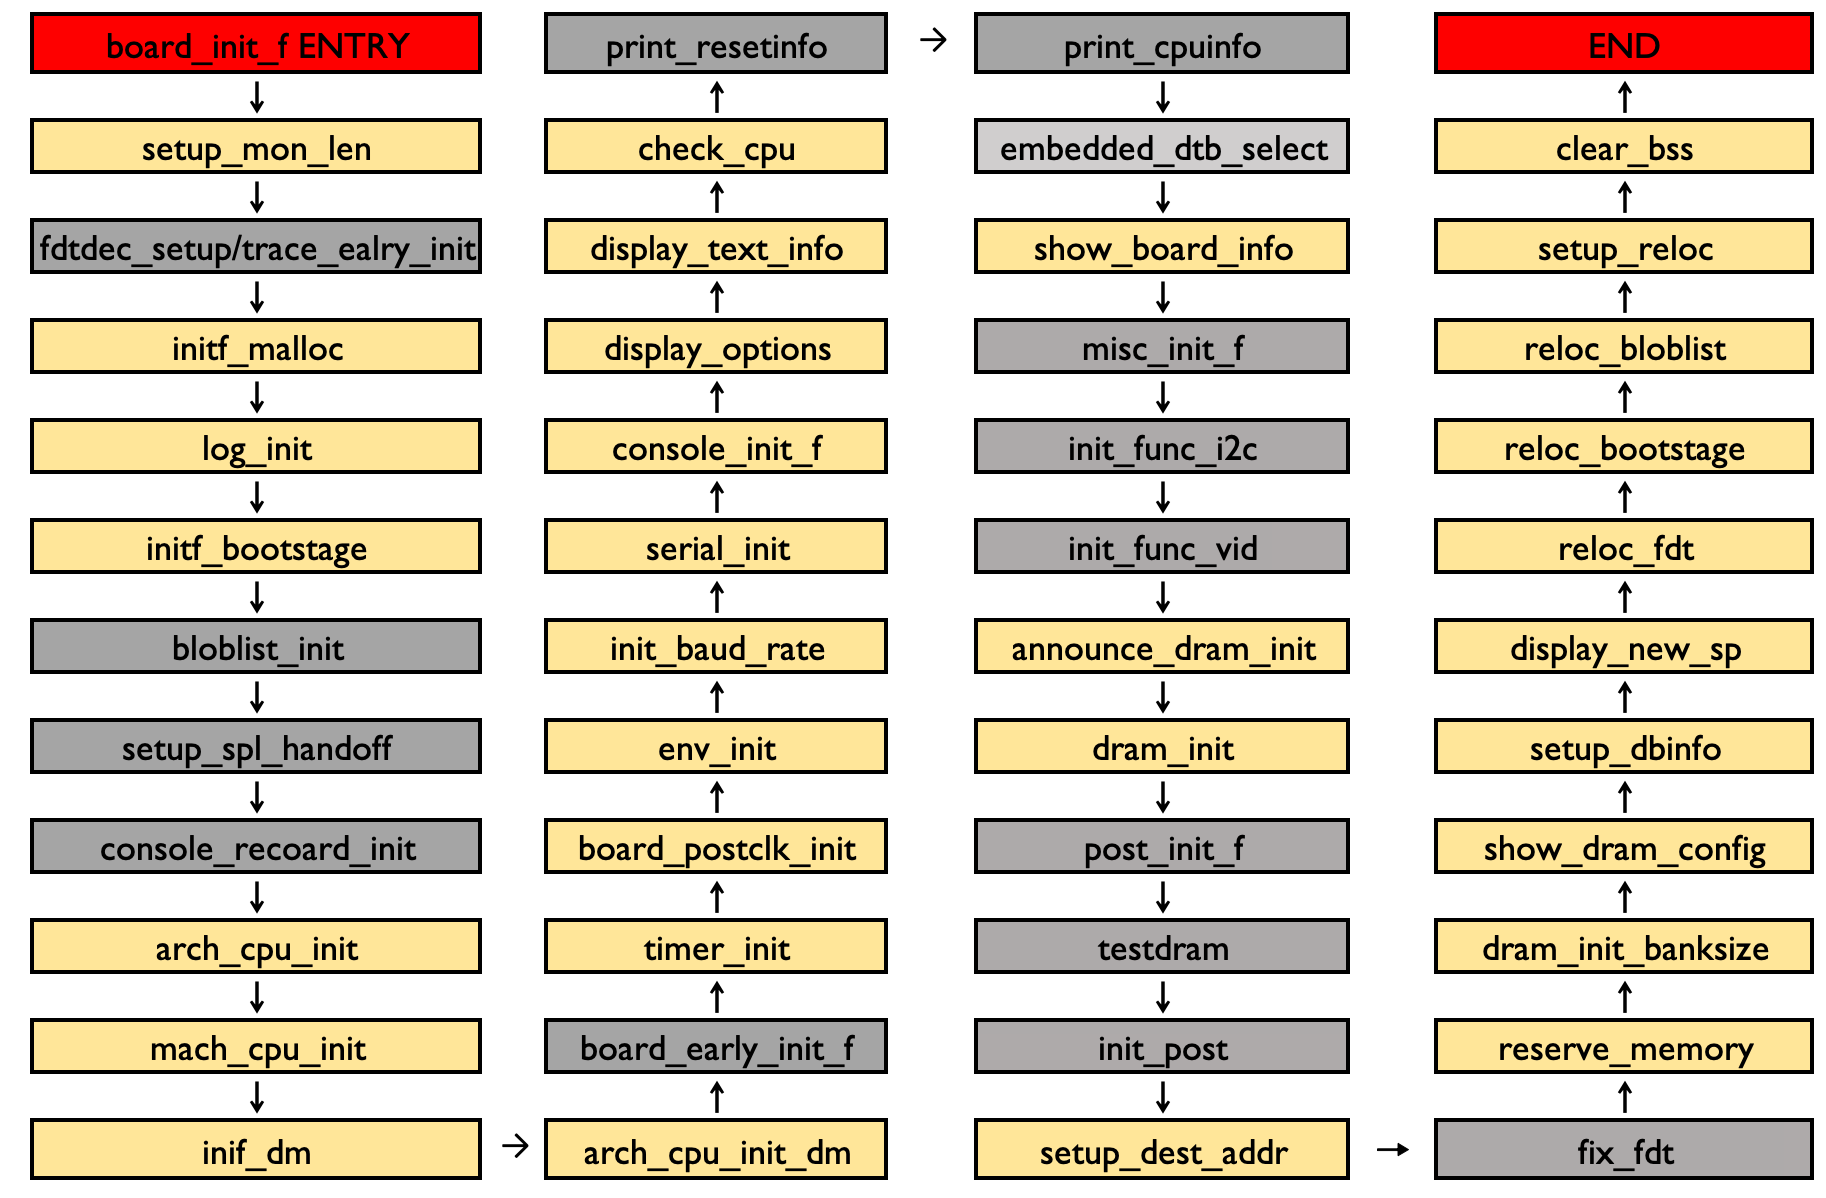 board_init_f ENTRY
setup_mon_len
fdtdec_setup/trace_ealry_init
initf_malloc
log_init
initf_bootstage
bloblist_init
setup_spl_handoff
console_recoard_init
arch_cpu_init
mach_cpu_init
inif_dm
arch_cpu_init_dm
board_early_init_f
timer_init
board_postclk_init
env_init
init_baud_rate
serial_init
console_init_f
display_options
display_text_info
check_cpu
print_resetinfo
print_cpuinfo
embedded_dtb_select
show_board_info
misc_init_f
init_func_i2c
init_func_vid
announce_dram_init
dram_init
post_init_f
testdram
init_post
setup_dest_addr
fix_fdt
reserve_memory
dram_init_banksize
show_dram_config
setup_dbinfo
display_new_sp
reloc_fdt
reloc_bootstage
reloc_bloblist
setup_reloc
clear_bss
END